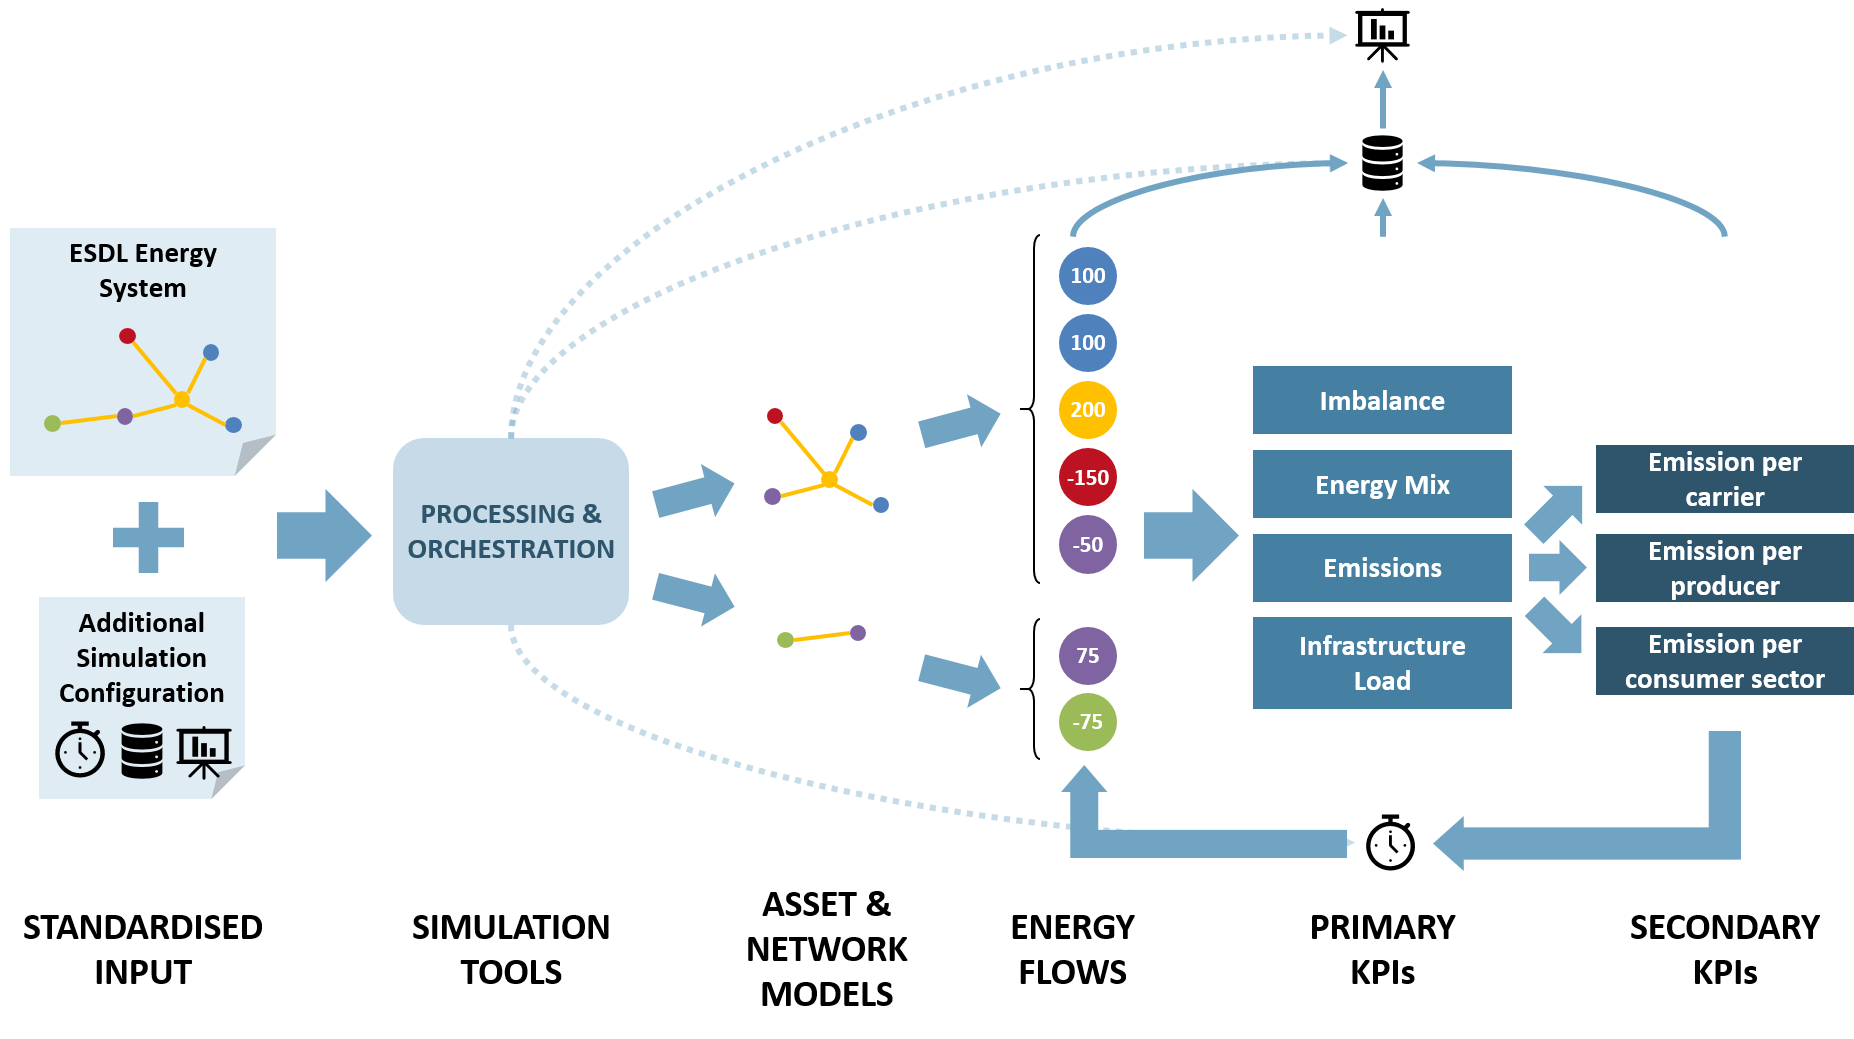 ESDL Energy
System
Additional
Simulation
Configuration
PROCESSING &
ORCHESTRATION
100
100
200
-150
-50
75
-75
Imbalance
Energy Mix
Emissions
Infrastructure
Load
Emission per
carrier
Emission per
producer
Emission per
consumer sector
STANDARDISED
INPUT
SIMULATION
TOOLS
ASSET &
NETWORK
MODELS
ENERGY
FLOWS
PRIMARY
KPIs
SECONDARY
KPIs